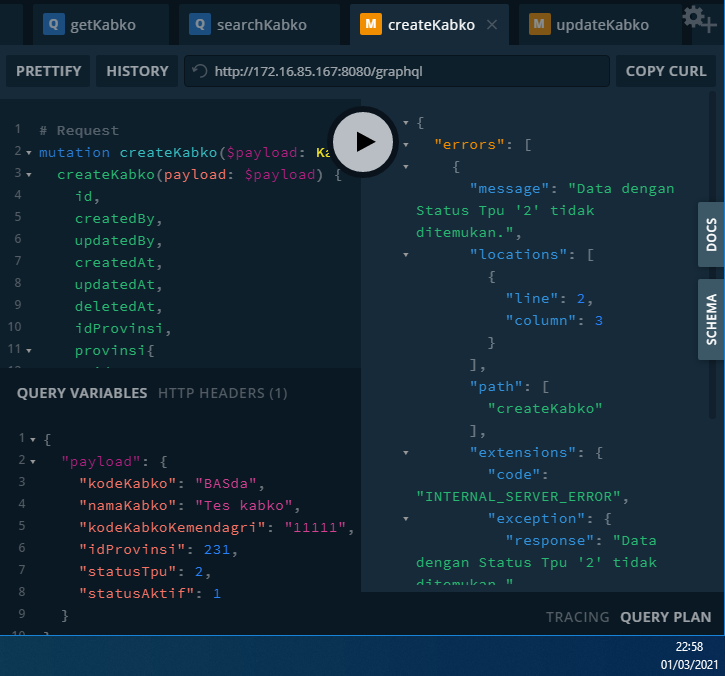 Q getKabko
Q searchKabko
M createKabko ×
M updateKabko
PRETTIFY HISTORY http://172.16.85.167:8080/graphql COPY CURL
1 # Request
2 mutation createKabko($payload: Ka
3 createKabko(payload: $payload) {
4 id,
5 createdBy,
6 updatedBy,
7 createdAt,
8 updatedAt,
9 deletedAt,
10 idProvinsi,
11 provinsi{
QUERY VARIABLES HTTP HEADERS (1)
1 {
2 "payload": {
3 "kodeKabko": "BASda",
4 "namaKabko": "Tes kabko",
5 "kodeKabkoKemendagri": "11111",
6 "idProvinsi": 231,
7 "statusTpu": 2,
8 "statusAktif": 1
9 }
10 }
{
"errors": [
{
"message": "Data dengan
Status Tpu '2' tidak
ditemukan.",
"locations": [
{
"line": 2,
"column": 3
}
],
"path": [
"createKabko"
],
"extensions": {
"code":
"INTERNAL_SERVER_ERROR",
"exception": {
"response": "Data
dengan Status Tpu '2' tidak
ditemukan."
DOCS
SCHEMA
TRACING QUERY PLAN
22:58
01/03/2021